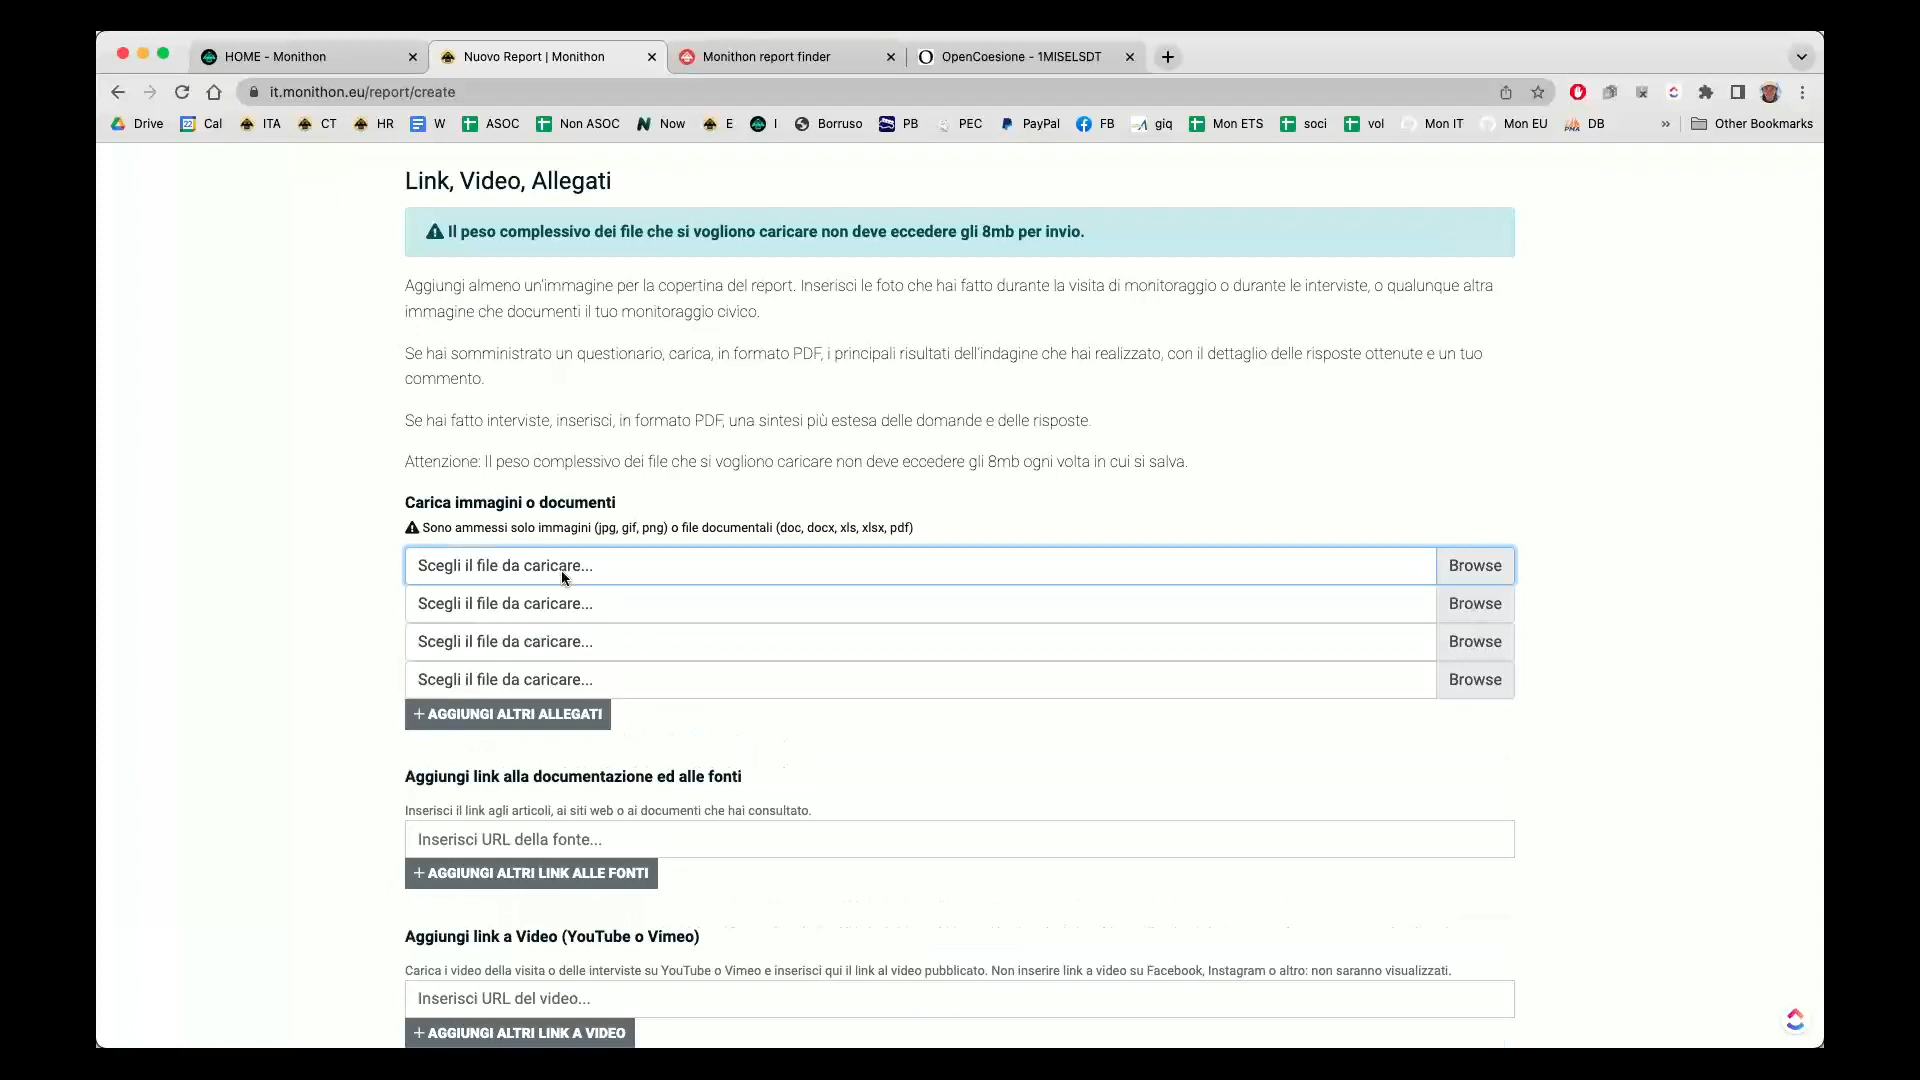 HOME - Monithon
Nuovo Report | Monithon
Monithon report finder
OpenCoesione - 1MISELSDT
it.monithon.eu/report/create
Drive 22 Cal ITA CT HR W ASOC Non ASOC Now E I Borruso PB PEC PayPal FB giq Mon ETS soci vol Mon IT Mon EU PMA DB » Other Bookmarks
Link, Video, Allegati
Il peso complessivo dei file che si vogliono caricare non deve eccedere gli 8mb per invio.
Aggiungi almeno un'immagine per la copertina del report. Inserisci le foto che hai fatto durante la visita di monitoraggio o durante le interviste, o qualunque altra
immagine che documenti il tuo monitoraggio civico.
Se hai somministrato un questionario, carica, in formato PDF, i principali risultati dell'indagine che hai realizzato, con il dettaglio delle risposte ottenute e un tuo
commento.
Se hai fatto interviste, inserisci, in formato PDF, una sintesi più estesa delle domande e delle risposte.
Attenzione: Il peso complessivo dei file che si vogliono caricare non deve eccedere gli 8mb ogni volta in cui si salva.
Carica immagini o documenti
Sono ammessi solo immagini (jpg, gif, png) o file documentali (doc, docx, xls, xlsx, pdf)
Scegli il file da caricare... Browse
Scegli il file da caricare... Browse
Scegli il file da caricare... Browse
Scegli il file da caricare... Browse
+ AGGIUNGI ALTRI ALLEGATI
Aggiungi link alla documentazione ed alle fonti
Inserisci il link agli articoli, ai siti web o ai documenti che hai consultato.
Inserisci URL della fonte...
+ AGGIUNGI ALTRI LINK ALLE FONTI
Aggiungi link a Video (YouTube o Vimeo)
Carica i video della visita o delle interviste su YouTube o Vimeo e inserisci qui il link al video pubblicato. Non inserire link a video su Facebook, Instagram o altro: non saranno visualizzati.
Inserisci URL del video...
+ AGGIUNGI ALTRI LINK A VIDEO